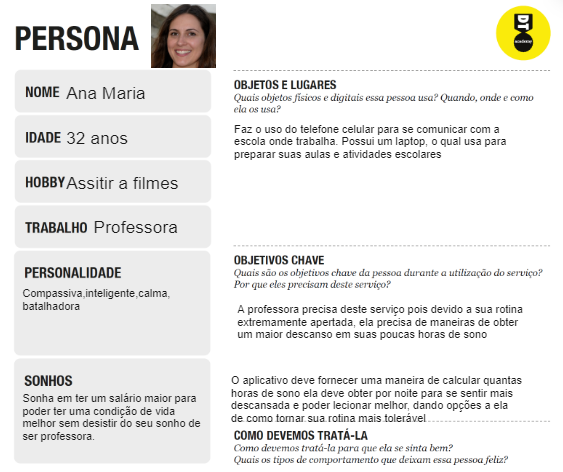 PERSONA
NOME Ana Maria
IDADE 32 anos
HOBBY Assitir a filmes
TRABALHO Professora
PERSONALIDADE
Compassiva,inteligente,calma,
batalhadora
SONHOS
Sonha em ter um salário maior para
poder ter uma condição de vida
melhor sem desistir do seu sonho de
ser professora.
academy
OBJETOS E LUGARES
Quais objetos físicos e digitais essa pessoa usa? Quando, onde e como
ela os usa?
Faz o uso do telefone celular para se comunicar com a
escola onde trabalha. Possui um laptop, o qual usa para
preparar suas aulas e atividades escolares
OBJETIVOS CHAVE
Quais são os objetivos chave da pessoa durante a utilização do serviço?
Por que eles precisam deste serviço?
A professora precisa deste serviço pois devido a sua rotina
extremamente apertada, ela precisa de maneiras de obter
um maior descanso em suas poucas horas de sono
O aplicativo deve fornecer uma maneira de calcular quantas
horas de sono ela deve obter por noite para se sentir mais
descansada e poder lecionar melhor, dando opções a ela
de como tornar sua rotina mais tolerável
COMO DEVEMOS TRATÁ-LA
Como devemos tratá-la para que ela se sinta bem?
Quais os tipos de comportamento que deixam essa pessoa feliz?